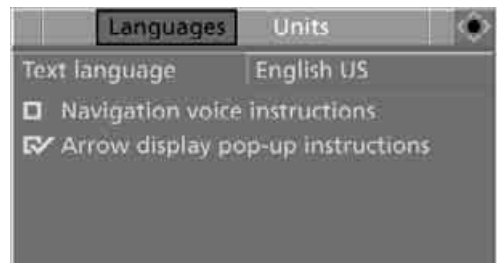 Languages Units
Text language English US
Navigation voice instructions
Arrow display pop-up instructions